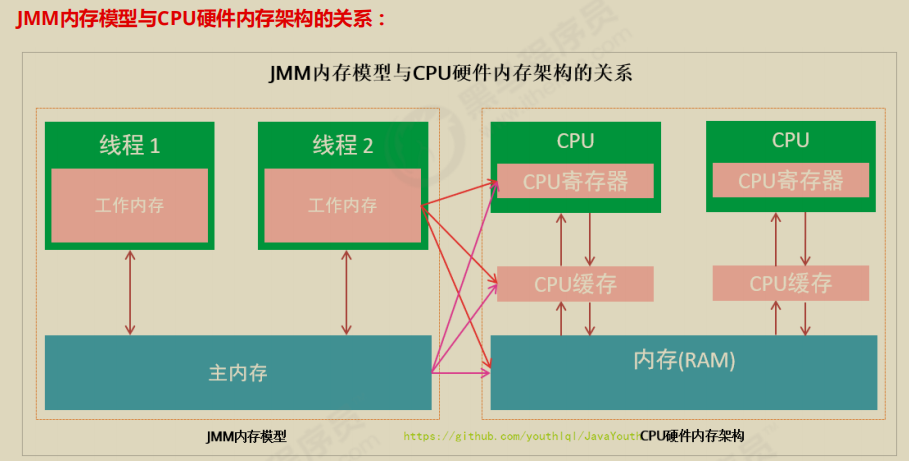 JMM内存模型与CPU硬件内存架构的关系：
JMM内存模型与CPU硬件内存架构的关系
线程 1
线程 2
CPU
CPU
工作内存
工作内存
CPU寄存器
CPU寄存器
CPU缓存
CPU缓存
主内存
内存(RAM)
JMM内存模型
https://github.com/youthlql/JavaYouth
CPU硬件内存架构